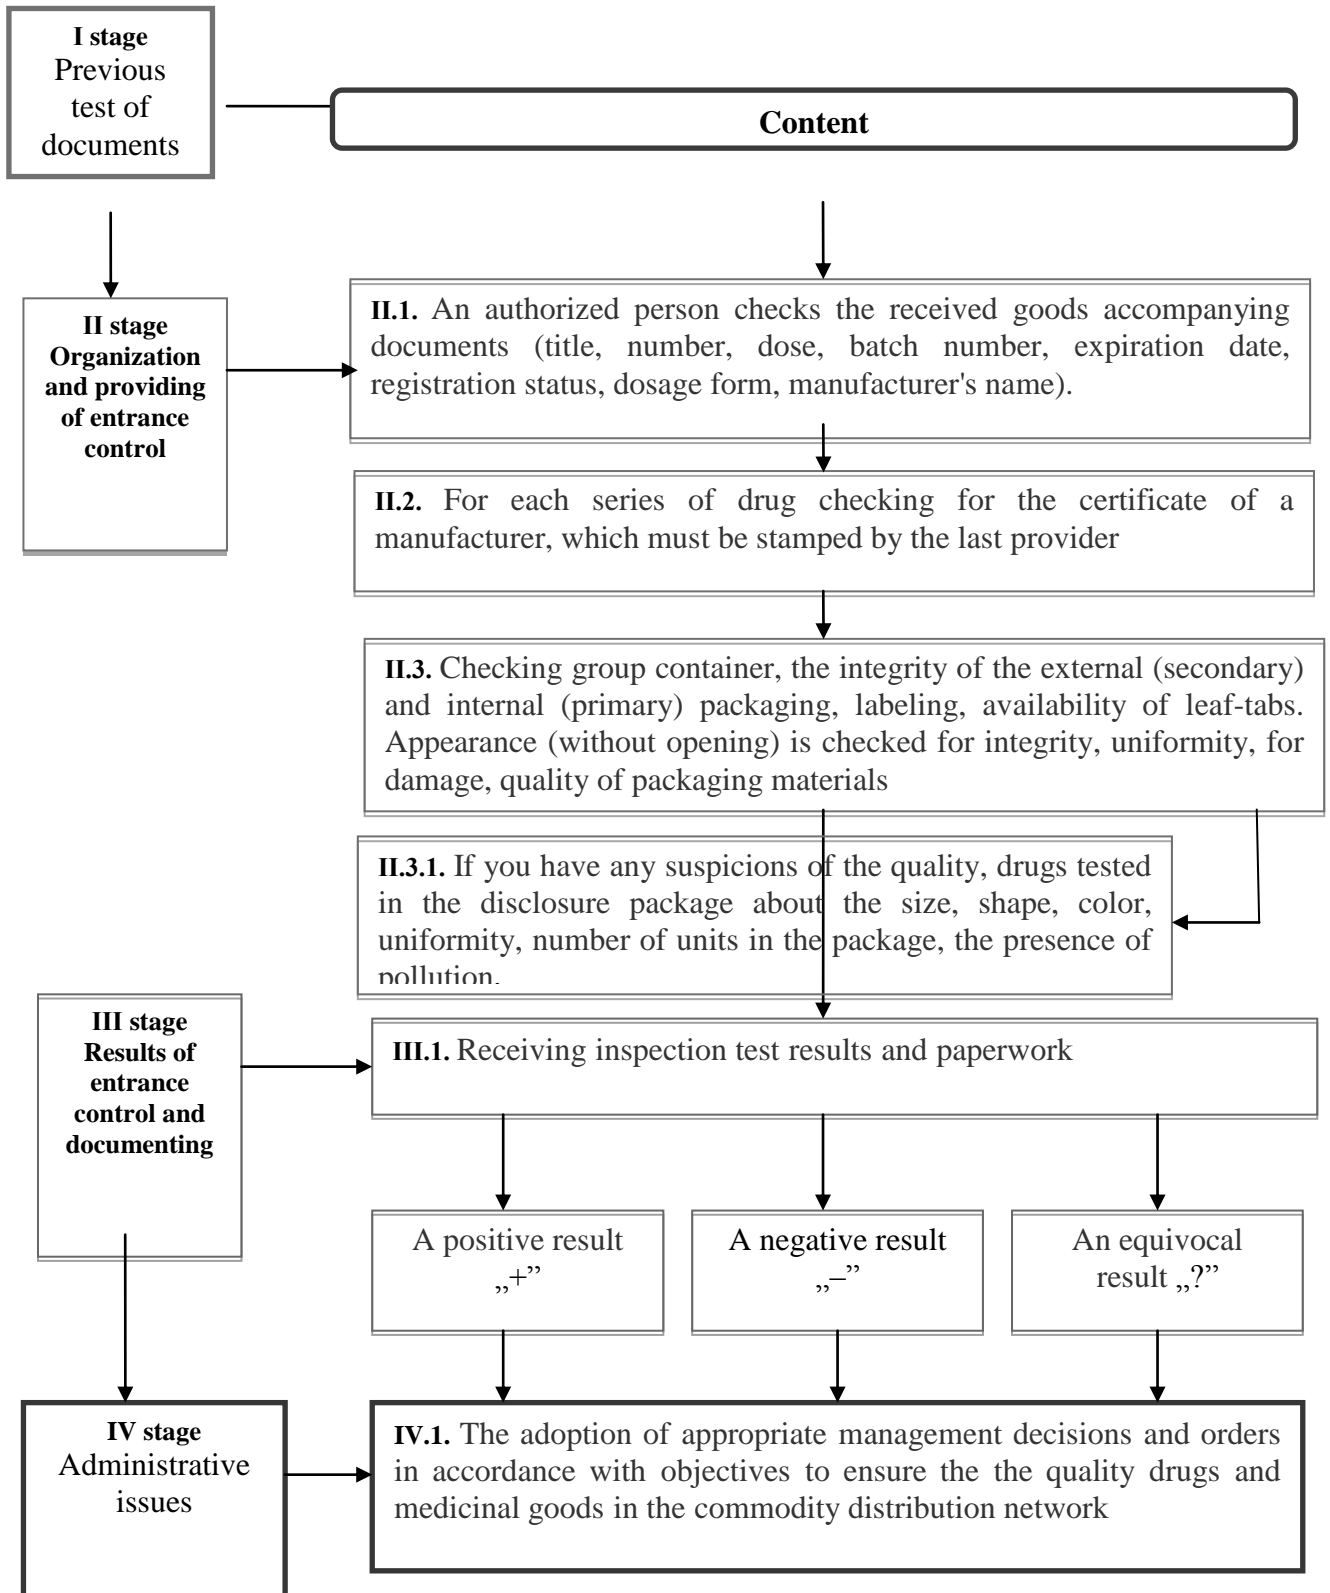 I stage
Previous
test of
documents
Content
II stage
Organization
and providing
of entrance
control
II.1. An authorized person checks the received goods accompanying
documents (title, number, dose, batch number, expiration date,
registration status, dosage form, manufacturer's name).
II.2. For each series of drug checking for the certificate of a
manufacturer, which must be stamped by the last provider
II.3. Checking group container, the integrity of the external (secondary)
and internal (primary) packaging, labeling, availability of leaf-tabs.
Appearance (without opening) is checked for integrity, uniformity, for
damage, quality of packaging materials
II.3.1. If you have any suspicions of the quality, drugs tested
in the disclosure package about the size, shape, color,
uniformity, number of units in the package, the presence of
pollution.
III stage
Results of
entrance
control and
documenting
III.1. Receiving inspection test results and paperwork
A positive result
„+”
A negative result
„–”
An equivocal
result „?”
IV stage
Administrative
issues
IV.1. The adoption of appropriate management decisions and orders
in accordance with objectives to ensure the the quality drugs and
medicinal goods in the commodity distribution network